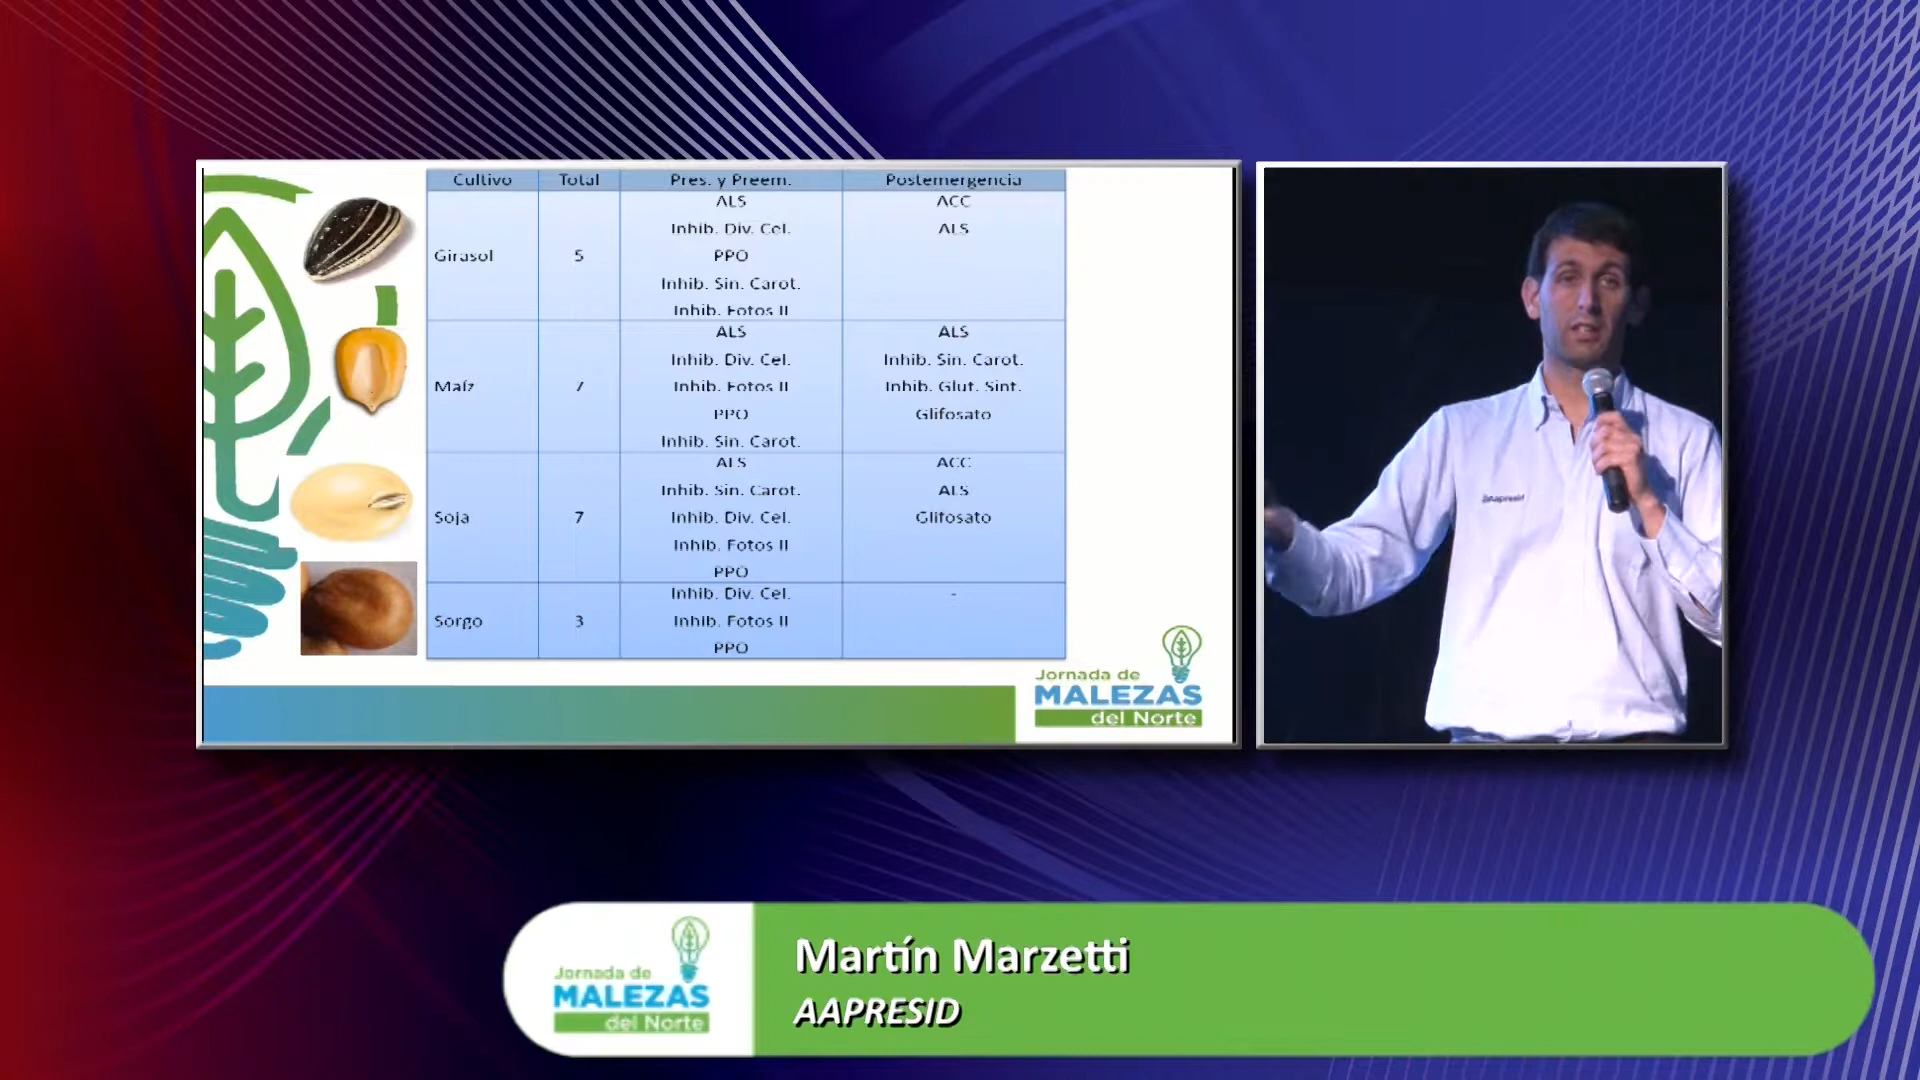 Cultivo Total Pres. y Preem. Postemergencia
Girasol 5
ALS
Inhib. Div. Cel.
PPO
Inhib. Sin. Carot.
Inhib. Fotos II
ACC
ALS
Maíz 7
ALS
Inhib. Div. Cel.
Inhib. Fotos II
PPO
Inhib. Sin. Carot.
ALS
Inhib. Sin. Carot.
Inhib. Glut. Sint.
Glifosato
Soja 7
ALS
Inhib. Sin. Carot.
Inhib. Div. Cel.
Inhib. Fotos II
PPO
ACC
ALS
Glifosato
Sorgo 3
Inhib. Div. Cel.
Inhib. Fotos II
PPO
-
Jornada de
MALEZAS
del Norte
Aapresid
Jornada de
MALEZAS
del Norte
Martín Marzetti
AAPRESID